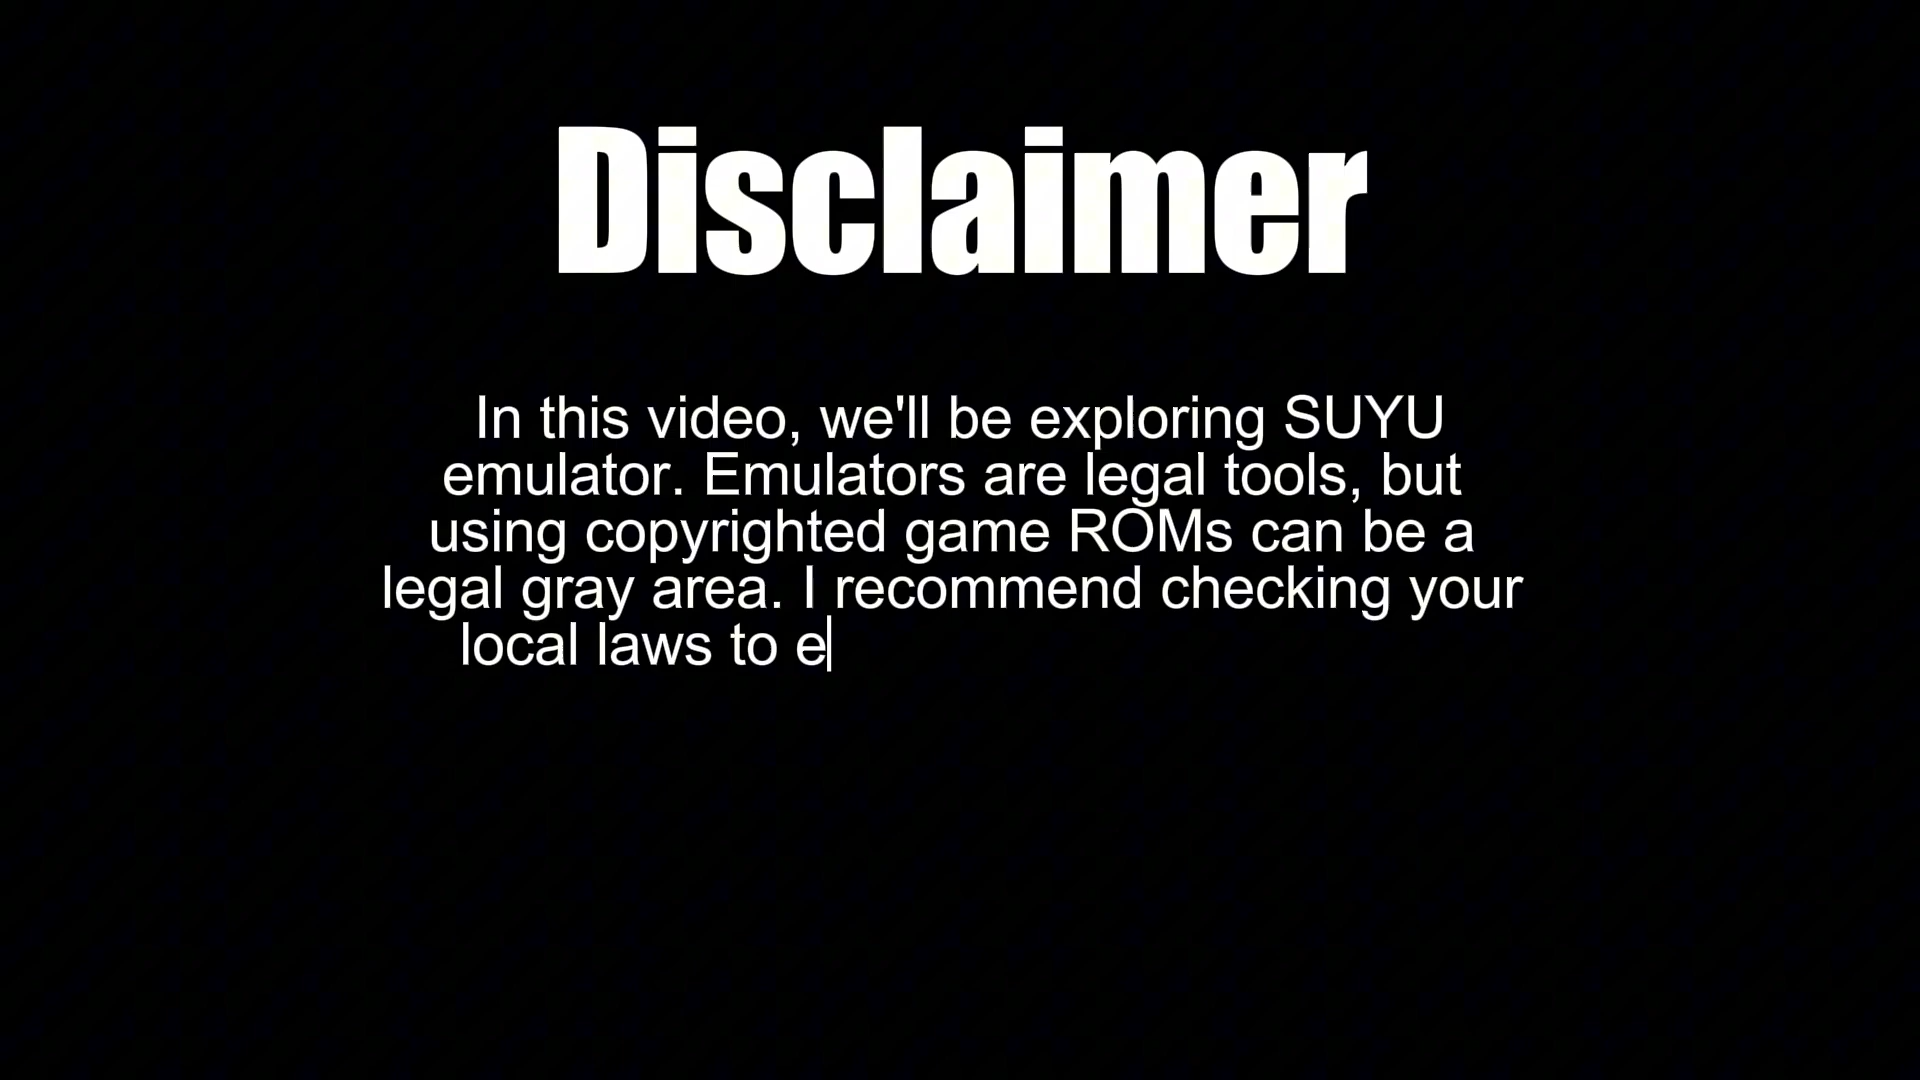 Disclaimer
In this video, we'll be exploring SUYU
emulator. Emulators are legal tools, but
using copyrighted game ROMs can be a
legal gray area. I recommend checking your
local laws to e